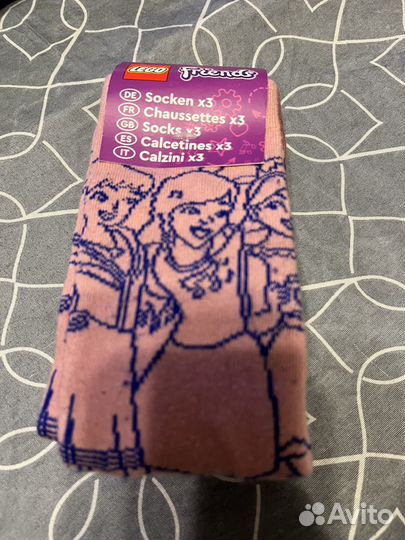 LEGO friends
DE Socken x3
FR Chaussettes x3
GB Socks x3
ES Calcetines x3
IT Calzini x3
Avito